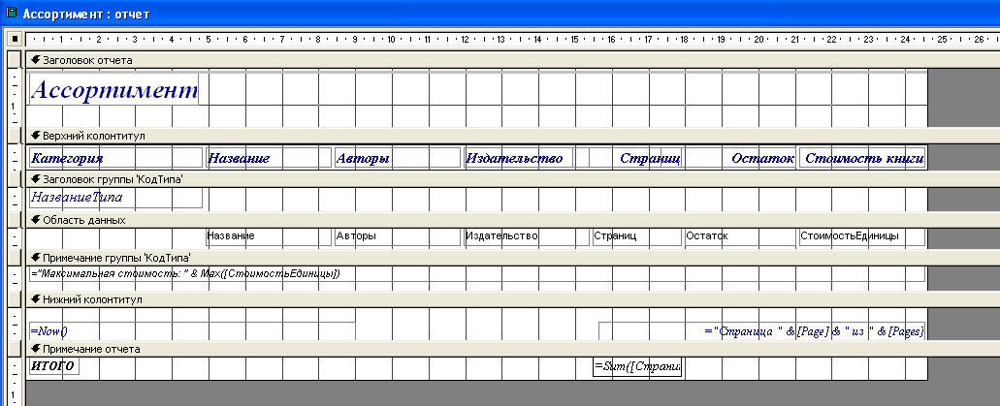 Ассортимент : отчет
1 2 3 4 5 6 7 8 9 10 11 12 13 14 15 16 17 18 19 20 21 22 23 24 25 26
Заголовок отчета
Ассортимент
1
Верхний колонтитул
Категория Название Авторы Издательство Страниц Остаток Стоимость книги
Заголовок группы 'КодТипа'
НазваниеТипа
Область данных
Название Авторы Издательство Страниц Остаток СтоимостьЕдиницы
Примечание группы 'КодТипа'
="Максимальная стоимость: " & Max([СтоимостьЕдиницы])
Нижний колонтитул
=Now() ="Страница " & [Page] & " из " & [Pages]
Примечание отчета
ИТОГО =Sum([Страни
1